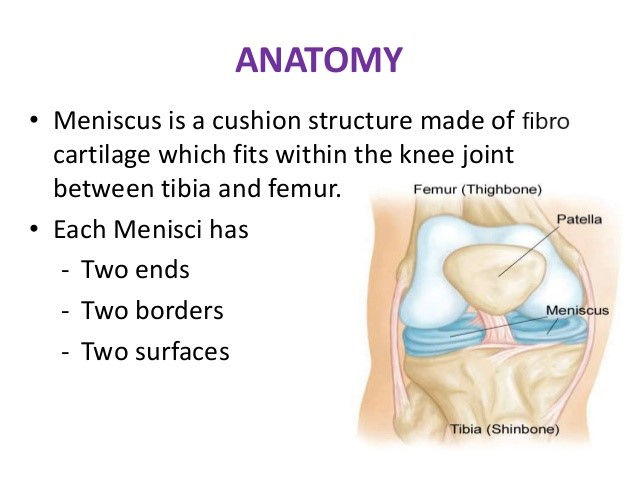 ANATOMY
• Meniscus is a cushion structure made of fibro
cartilage which fits within the knee joint
between tibia and femur.
• Each Menisci has
- Two ends
- Two borders
- Two surfaces
Femur (Thighbone)
Patella
Meniscus
Tibia (Shinbone)